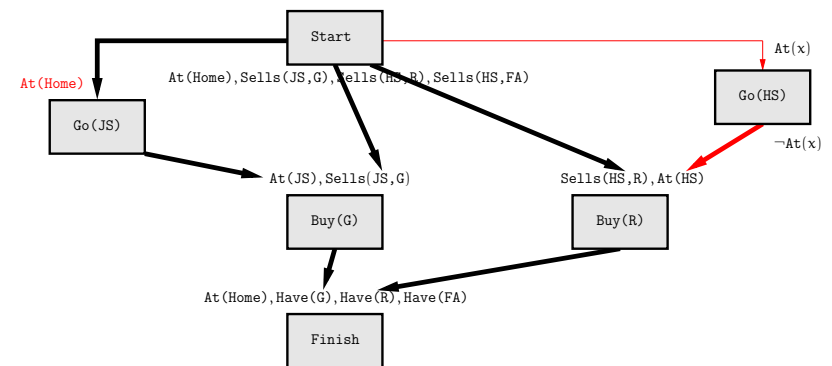 Start
At(x)
At(Home),Sells(JS,G),Sells(HS,R),Sells(HS,FA)
At(Home)
Go(HS)
Go(JS)
¬At(x)
At(JS),Sells(JS,G)
Sells(HS,R),At(HS)
Buy(G)
Buy(R)
At(Home),Have(G),Have(R),Have(FA)
Finish